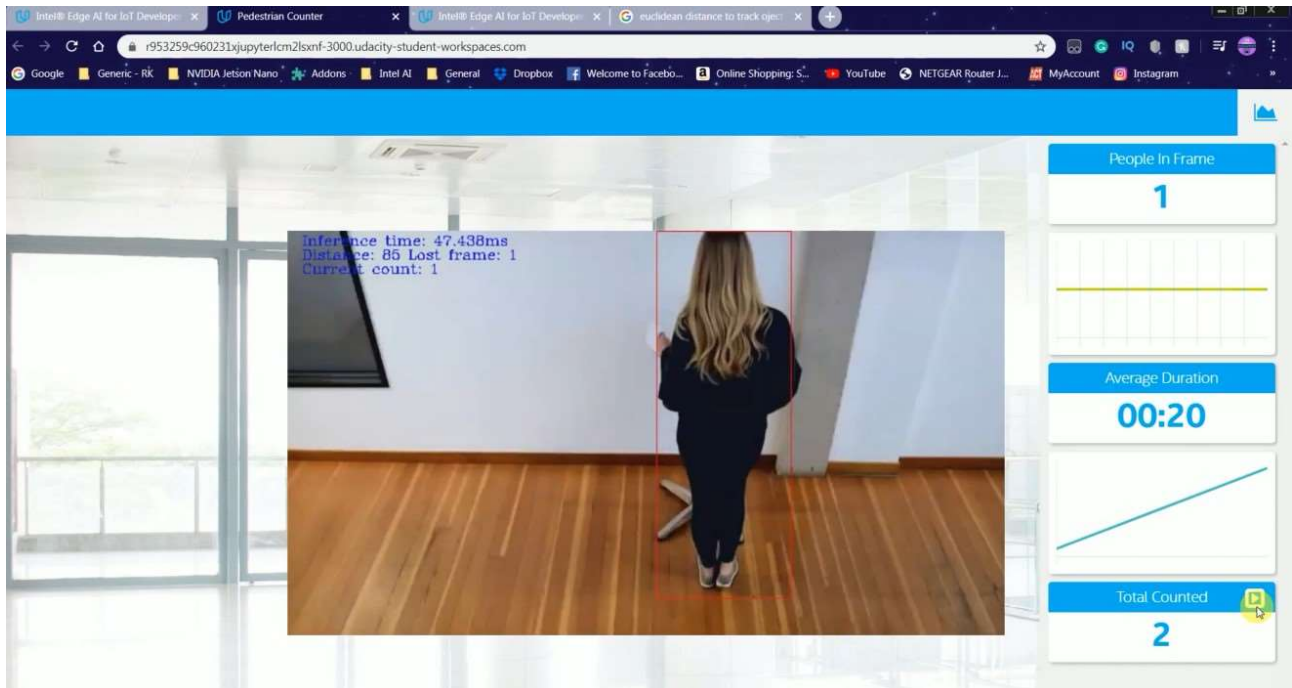 Intel® Edge AI for IoT Develope
Pedestrian Counter
Intel® Edge AI for IoT Develope
euclidean distance to track ojec
r953259c960231xjupyterlcm2lsxnf-3000.udacity-student-workspaces.com
IQ
Google
Generic - RK
NVIDIA Jetson Nano
Addons
Intel AI
General
Dropbox
Welcome to Facebo...
Online Shopping: S...
YouTube
NETGEAR Router J...
MyAccount
Instagram
People In Frame
1
Inference time: 47.438ms
Distance: 85 Lost frame: 1
Current count: 1
Average Duration
00:20
Total Counted
2